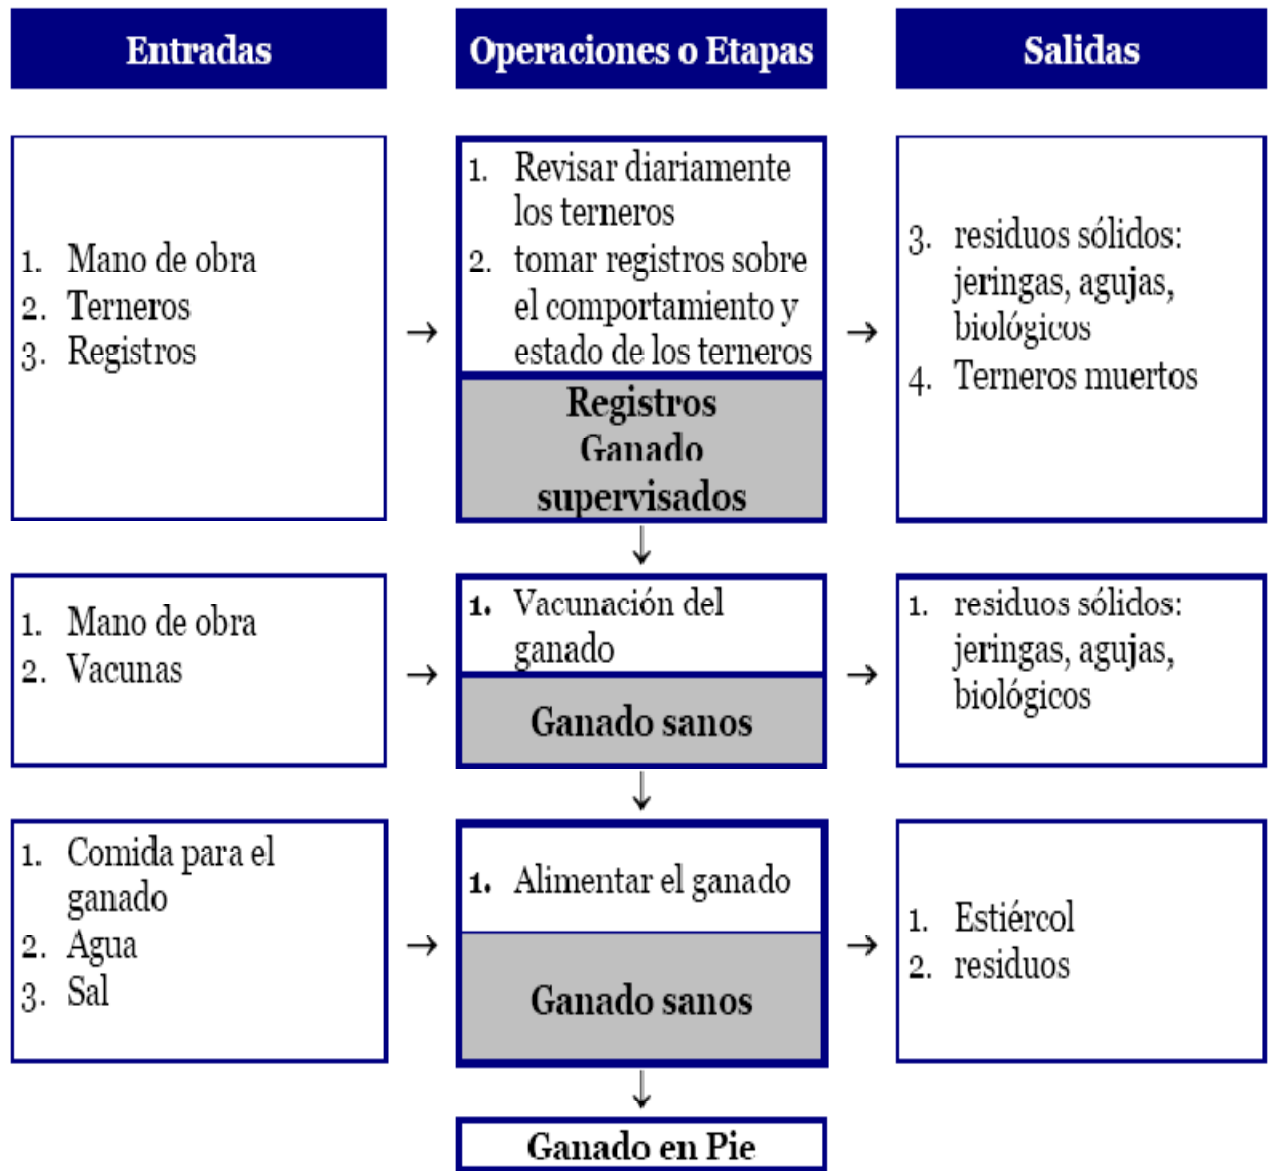 Entradas
Operaciones o Etapas
Salidas
1. Mano de obra
2. Terneros
3. Registros
→
1. Revisar diariamente
los terneros
2. tomar registros sobre
el comportamiento y
estado de los terneros
Registros
Ganado
supervisados
→
3. residuos sólidos:
jeringas, agujas,
biológicos
4. Terneros muertos
↓
1. Mano de obra
2. Vacunas
→
1. Vacunación del
ganado
Ganado sanos
→
1. residuos sólidos:
jeringas, agujas,
biológicos
↓
1. Comida para el
ganado
2. Agua
3. Sal
→
1. Alimentar el ganado
Ganado sanos
→
1. Estiércol
2. residuos
↓
Ganado en Pie